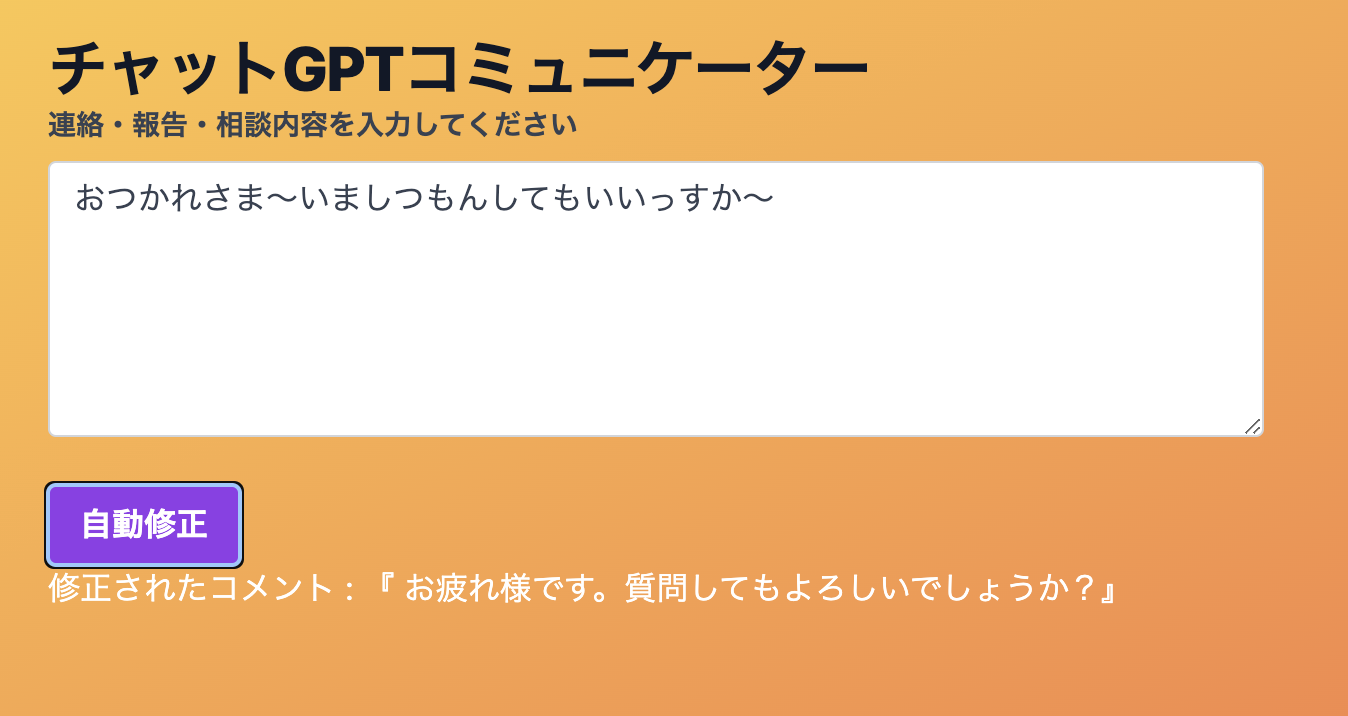 チャットGPTコミュニケーター
連絡・報告・相談内容を入力してください
おつかれさま〜いましつもんしてもいいっすか〜
自動修正
修正されたコメント：『 お疲れ様です。質問してもよろしいでしょうか？』